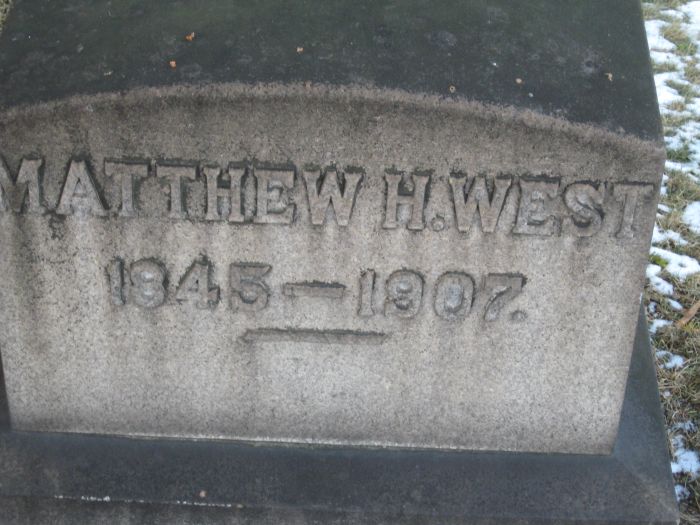 MATTHEW H. WEST
1845 — 1907.